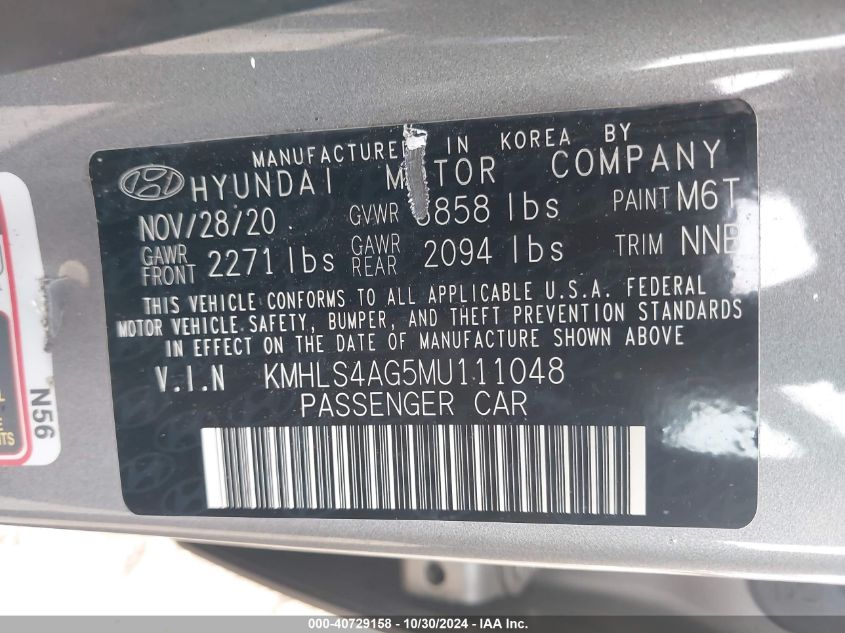 MANUFACTURED IN KOREA BY
HYUNDAI MOTOR COMPANY
NOV/28/20 GVWR 858 lbs PAINT M6T
GAWR FRONT 2271 lbs GAWR REAR 2094 lbs TRIM NNB
THIS VEHICLE CONFORMS TO ALL APPLICABLE U.S.A. FEDERAL
MOTOR VEHICLE SAFETY, BUMPER, AND THEFT PREVENTION STANDARDS
IN EFFECT ON THE DATE OF MANUFACTURE SHOWN ABOVE
V.I.N KMHLS4AG5MU111048
PASSENGER CAR
N56
000-40729158 - 10/30/2024 - IAA Inc.